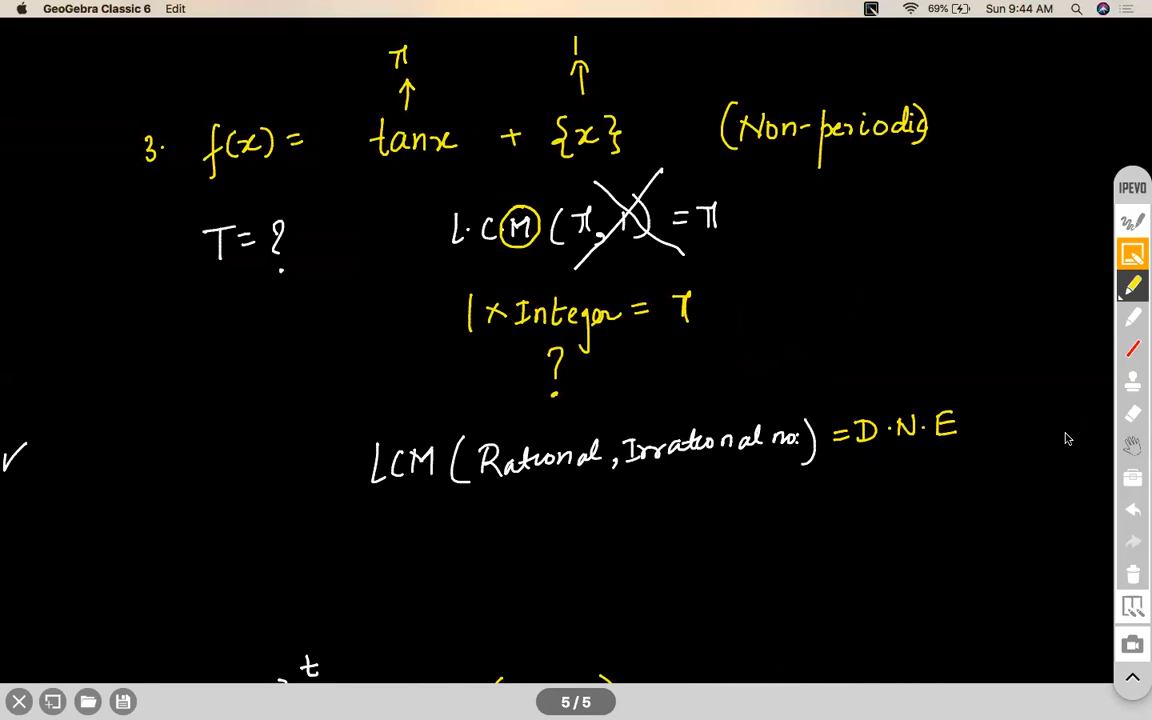 GeoGebra Classic 6 Edit 69% Sun 9:44 AM
π 1
3. f(x) = tanx + {x} (Non-periodic)
T = ? L.CM (π, 1) = π
1 × Integer = π
?
LCM (Rational, Irrational no:) = D.N.E
t
IPEVO
5 / 5